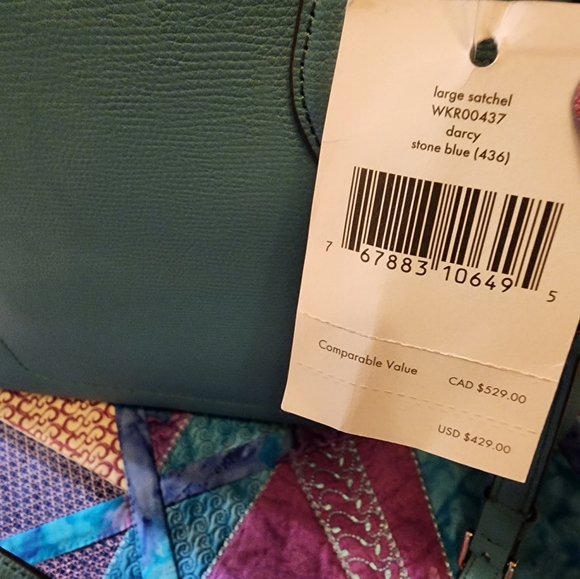 large satchel
WKR00437
darcy
stone blue (436)
7 67883 10649 5
Comparable Value
CAD $529.00
USD $429.00